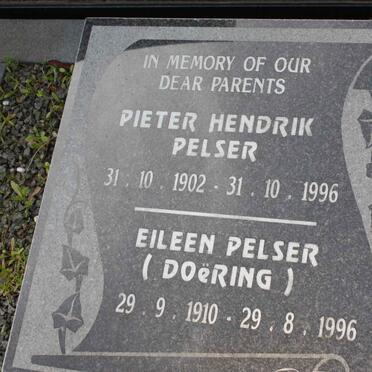 IN MEMORY OF OUR
DEAR PARENTS
PIETER HENDRIK
PELSER
31 . 10 . 1902 - 31 . 10 . 1996
EILEEN PELSER
( DOëRING )
29 . 9 . 1910 - 29 . 8 . 1996